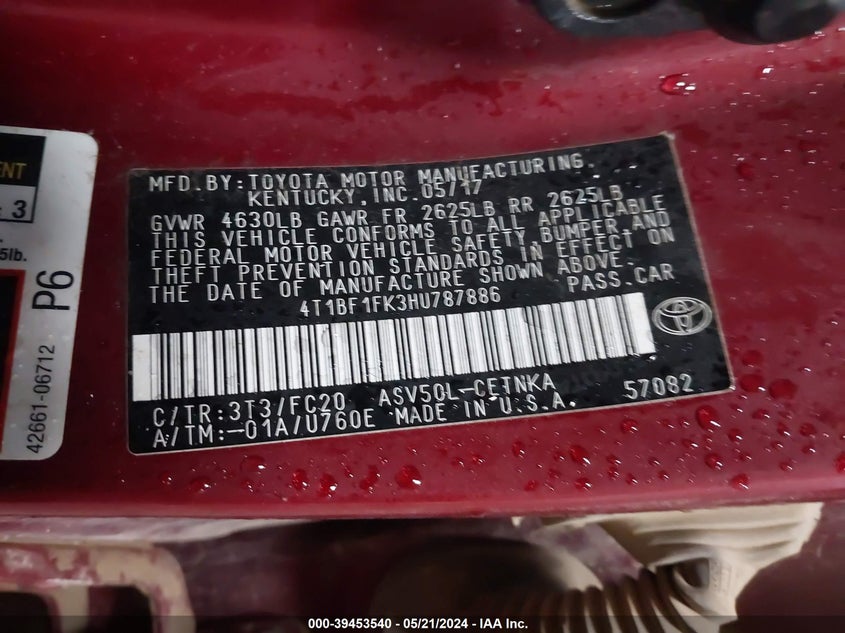 ENT
3
5lb.
42661-06712
P6
MFD.BY:TOYOTA MOTOR MANUFACTURING.
KENTUCKY,INC.05/17
GVWR 4630LB GAWR FR 2625LB RR 2625LB
THIS VEHICLE CONFORMS TO ALL APPLICABLE
FEDERAL MOTOR VEHICLE SAFETY,BUMPER,AND
THEFT PREVENTION STANDARDS IN EFFECT ON
THE DATE OF MANUFACTURE SHOWN ABOVE.
PASS.CAR
4T1BF1FK3HU787886
C/TR:3T3/FC20 ASV50L-CETNKA 57082
A/TM:-01A/U760E MADE IN U.S.A.
000-39453540 - 05/21/2024 - IAA Inc.